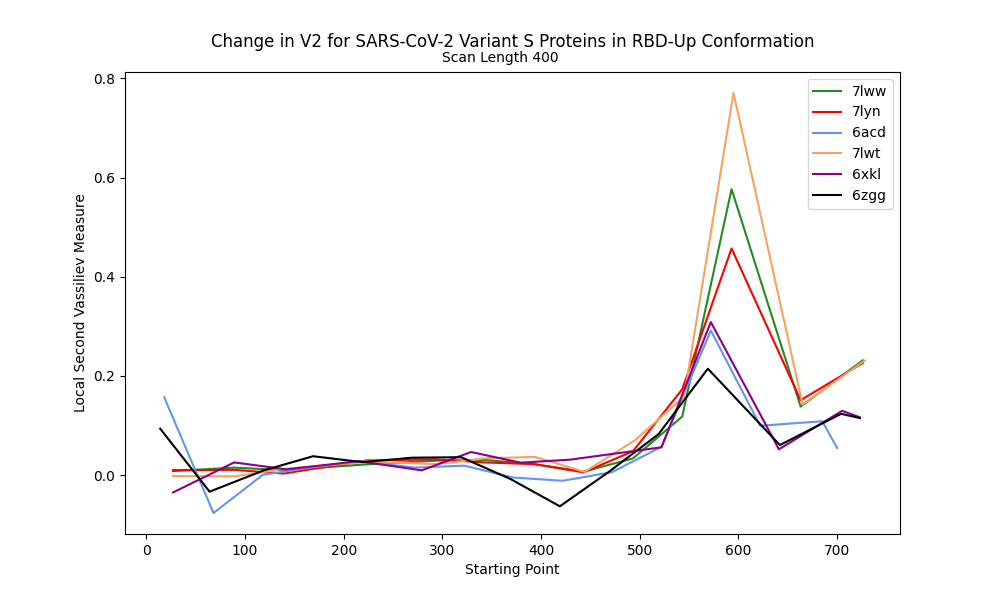 Change in V2 for SARS-CoV-2 Variant S Proteins in RBD-Up Conformation
Scan Length 400
Local Second Vassiliev Measure
0.8
0.6
0.4
0.2
0.0
7lww
7lyn
6acd
7lwt
6xkl
6zgg
0 100 200 300 400 500 600 700
Starting Point